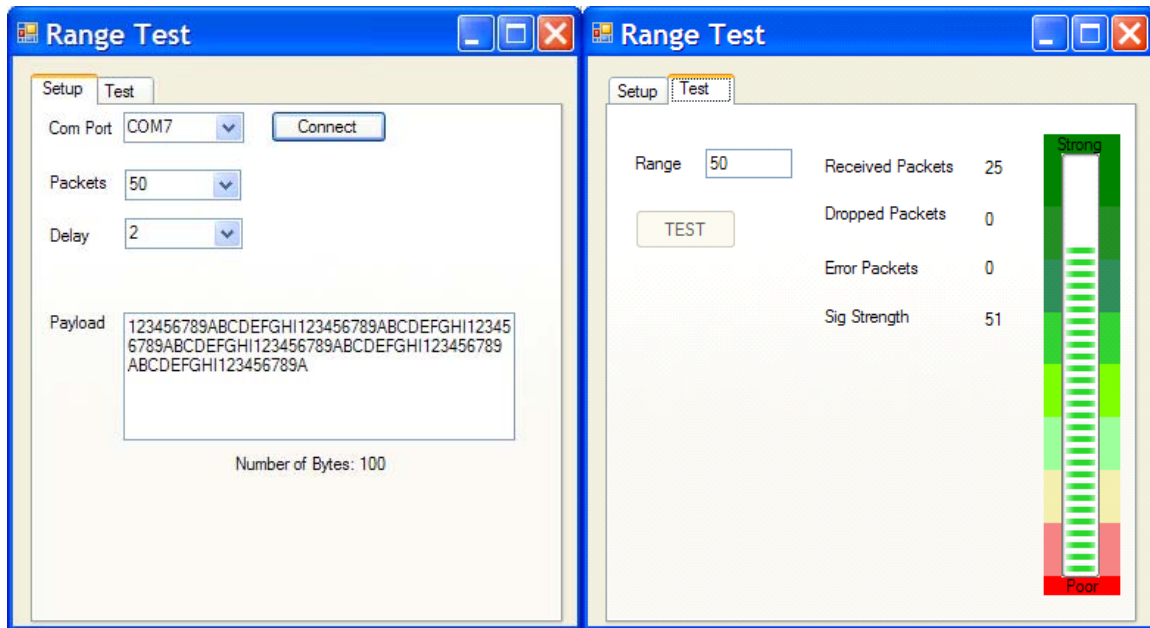 Range Test
Setup Test
Com Port COM7 Connect
Packets 50
Delay 2
Payload 123456789ABCDEFGHI123456789ABCDEFGHI12345
6789ABCDEFGHI123456789ABCDEFGHI123456789
ABCDEFGHI123456789A
Number of Bytes: 100
Range Test
Setup Test
Range 50
TEST
Received Packets 25
Dropped Packets 0
Error Packets 0
Sig Strength 51
Strong
Poor